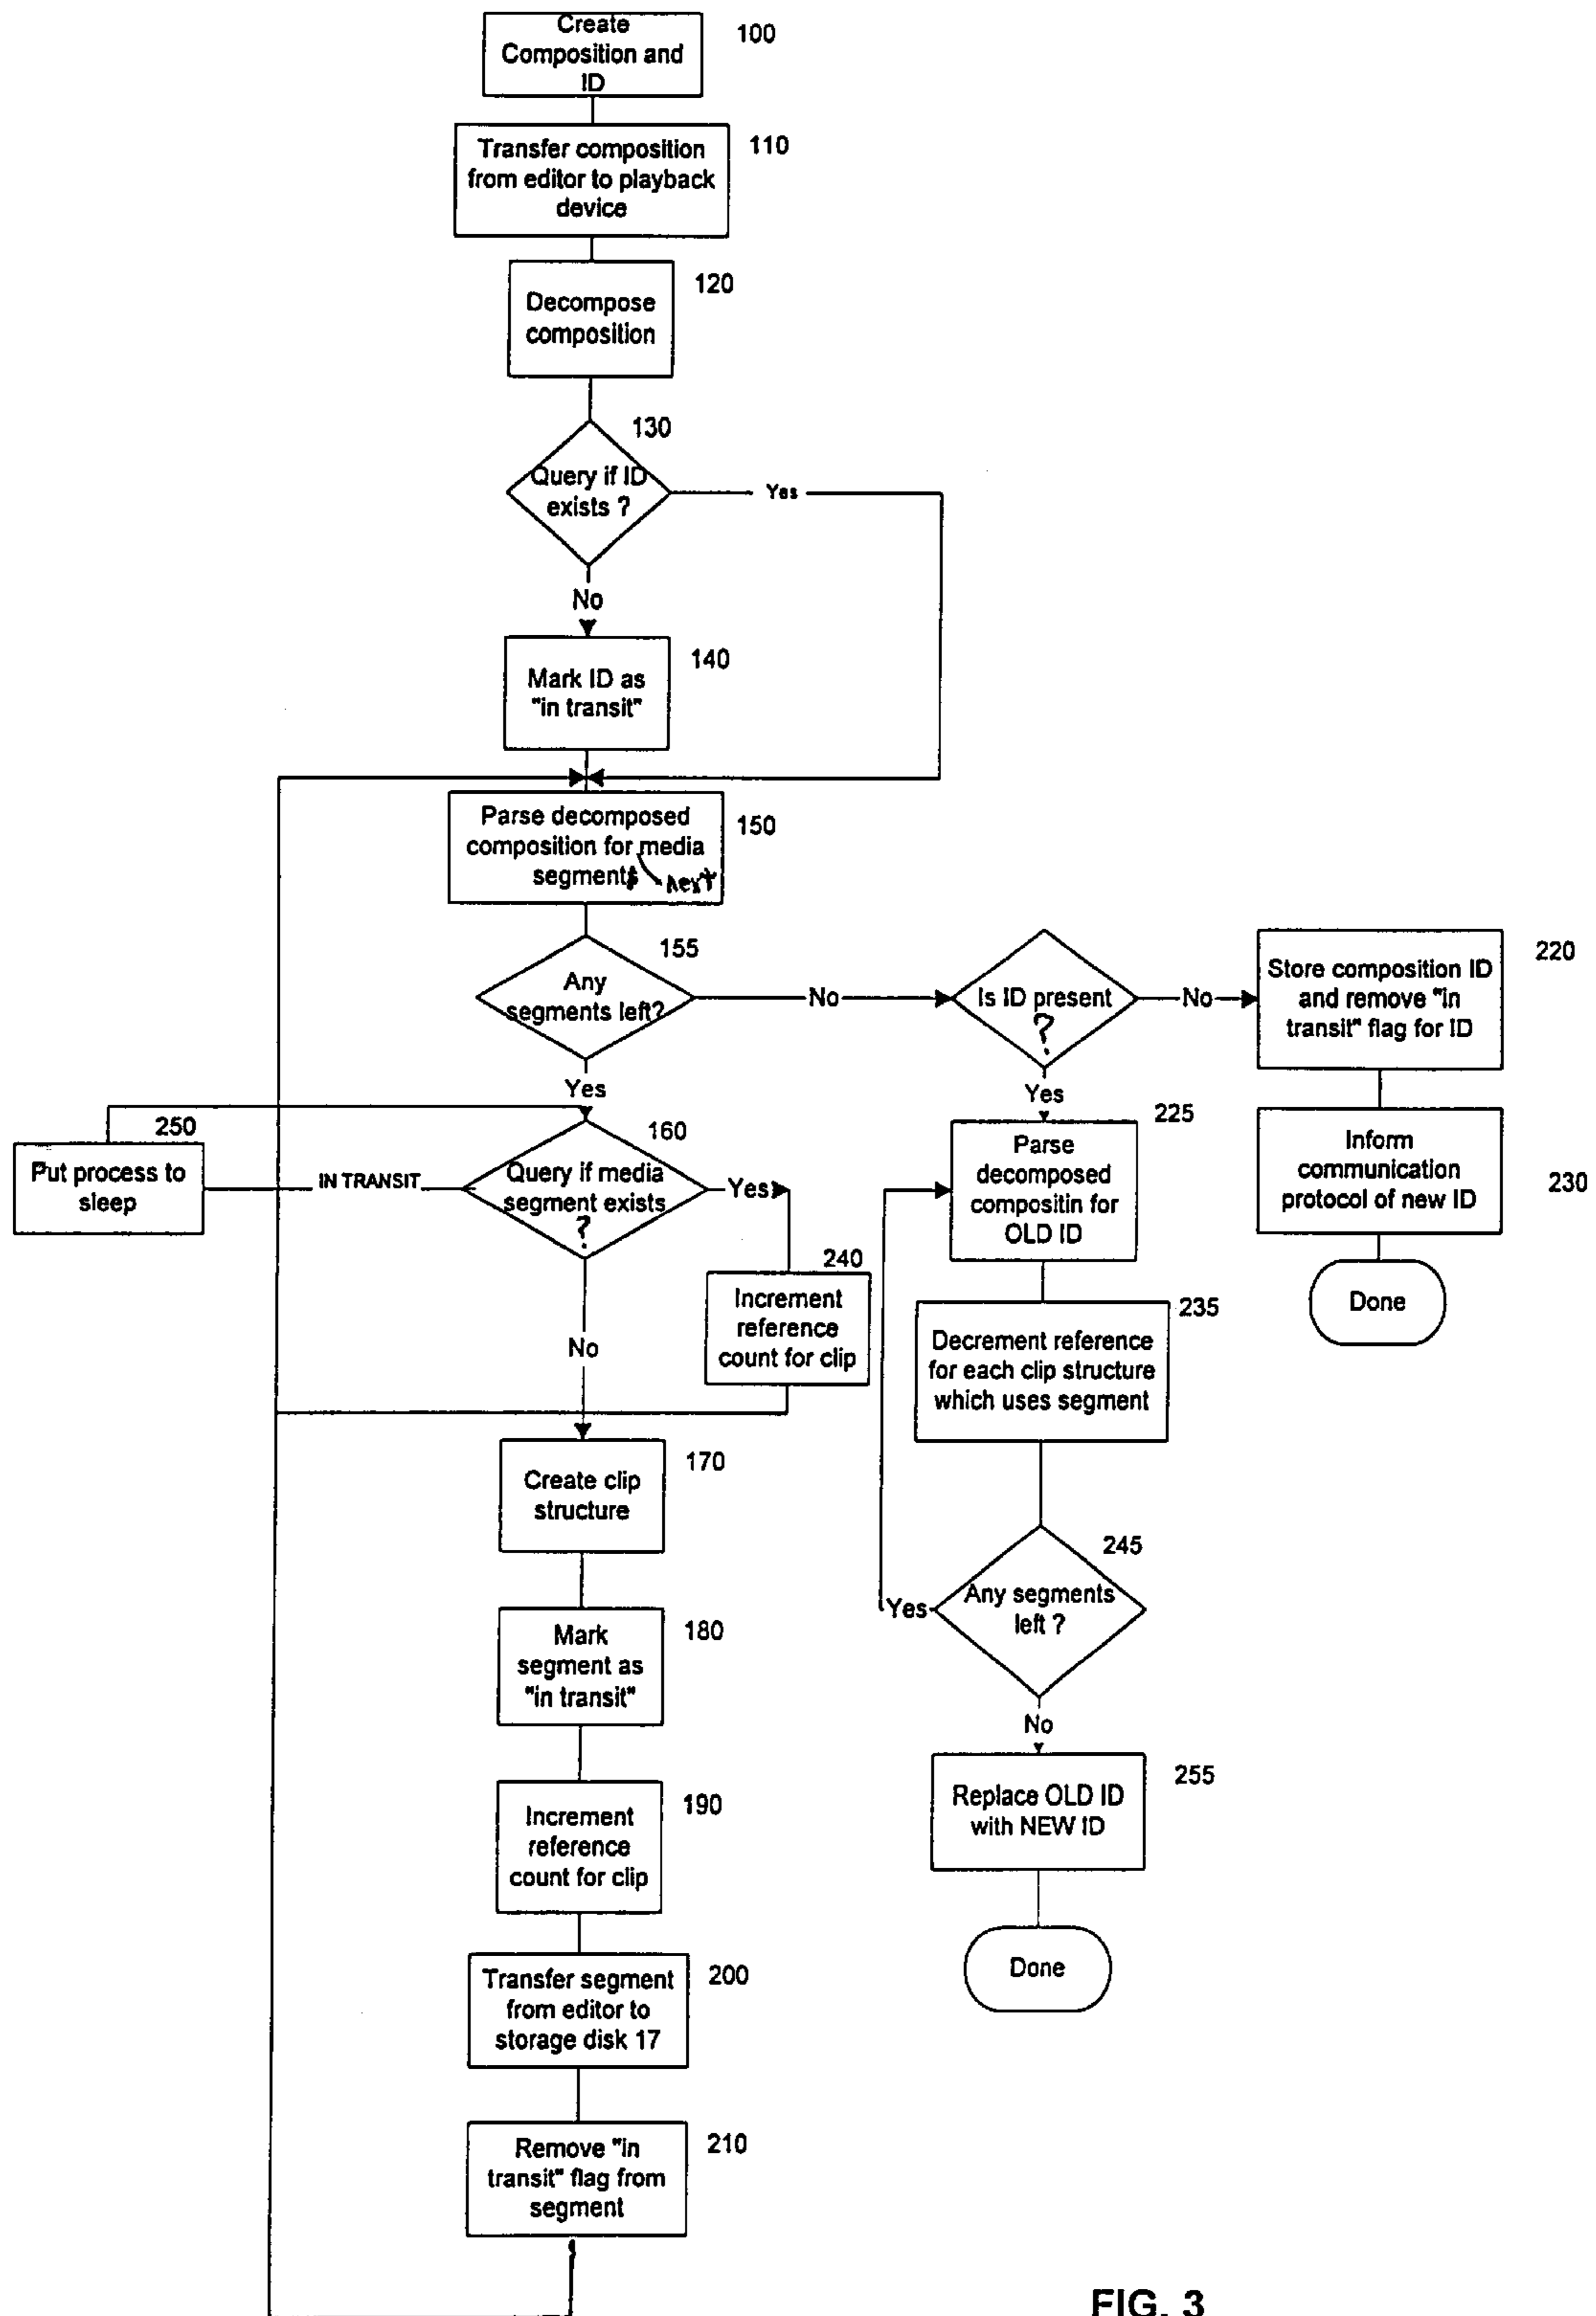 Create
Composition and
ID
100
Transfer composition
from editor to playback
device
110
Decompose
composition
120
130
Query if ID
exists ?
Yes
No
Mark ID as
"in transit"
140
Parse decomposed
composition for media
segments
next
150
155
Any
segments left?
No
Is ID present
?
No
Store composition ID
and remove "in
transit" flag for ID
220
Yes
Yes
250
Put process to
sleep
IN TRANSIT
160
Query if media
segment exists
?
Yes
225
Parse
decomposed
compositin for
OLD ID
Inform
communication
protocol of new ID
230
Done
240
Increment
reference
count for clip
No
235
Decrement reference
for each clip structure
which uses segment
Create clip
structure
170
245
Any segments
left ?
Yes
Mark
segment as
"in transit"
180
No
Increment
reference
count for clip
190
Replace OLD ID
with NEW ID
255
Transfer segment
from editor to
storage disk 17
200
Done
Remove "in
transit" flag from
segment
210
FIG. 3